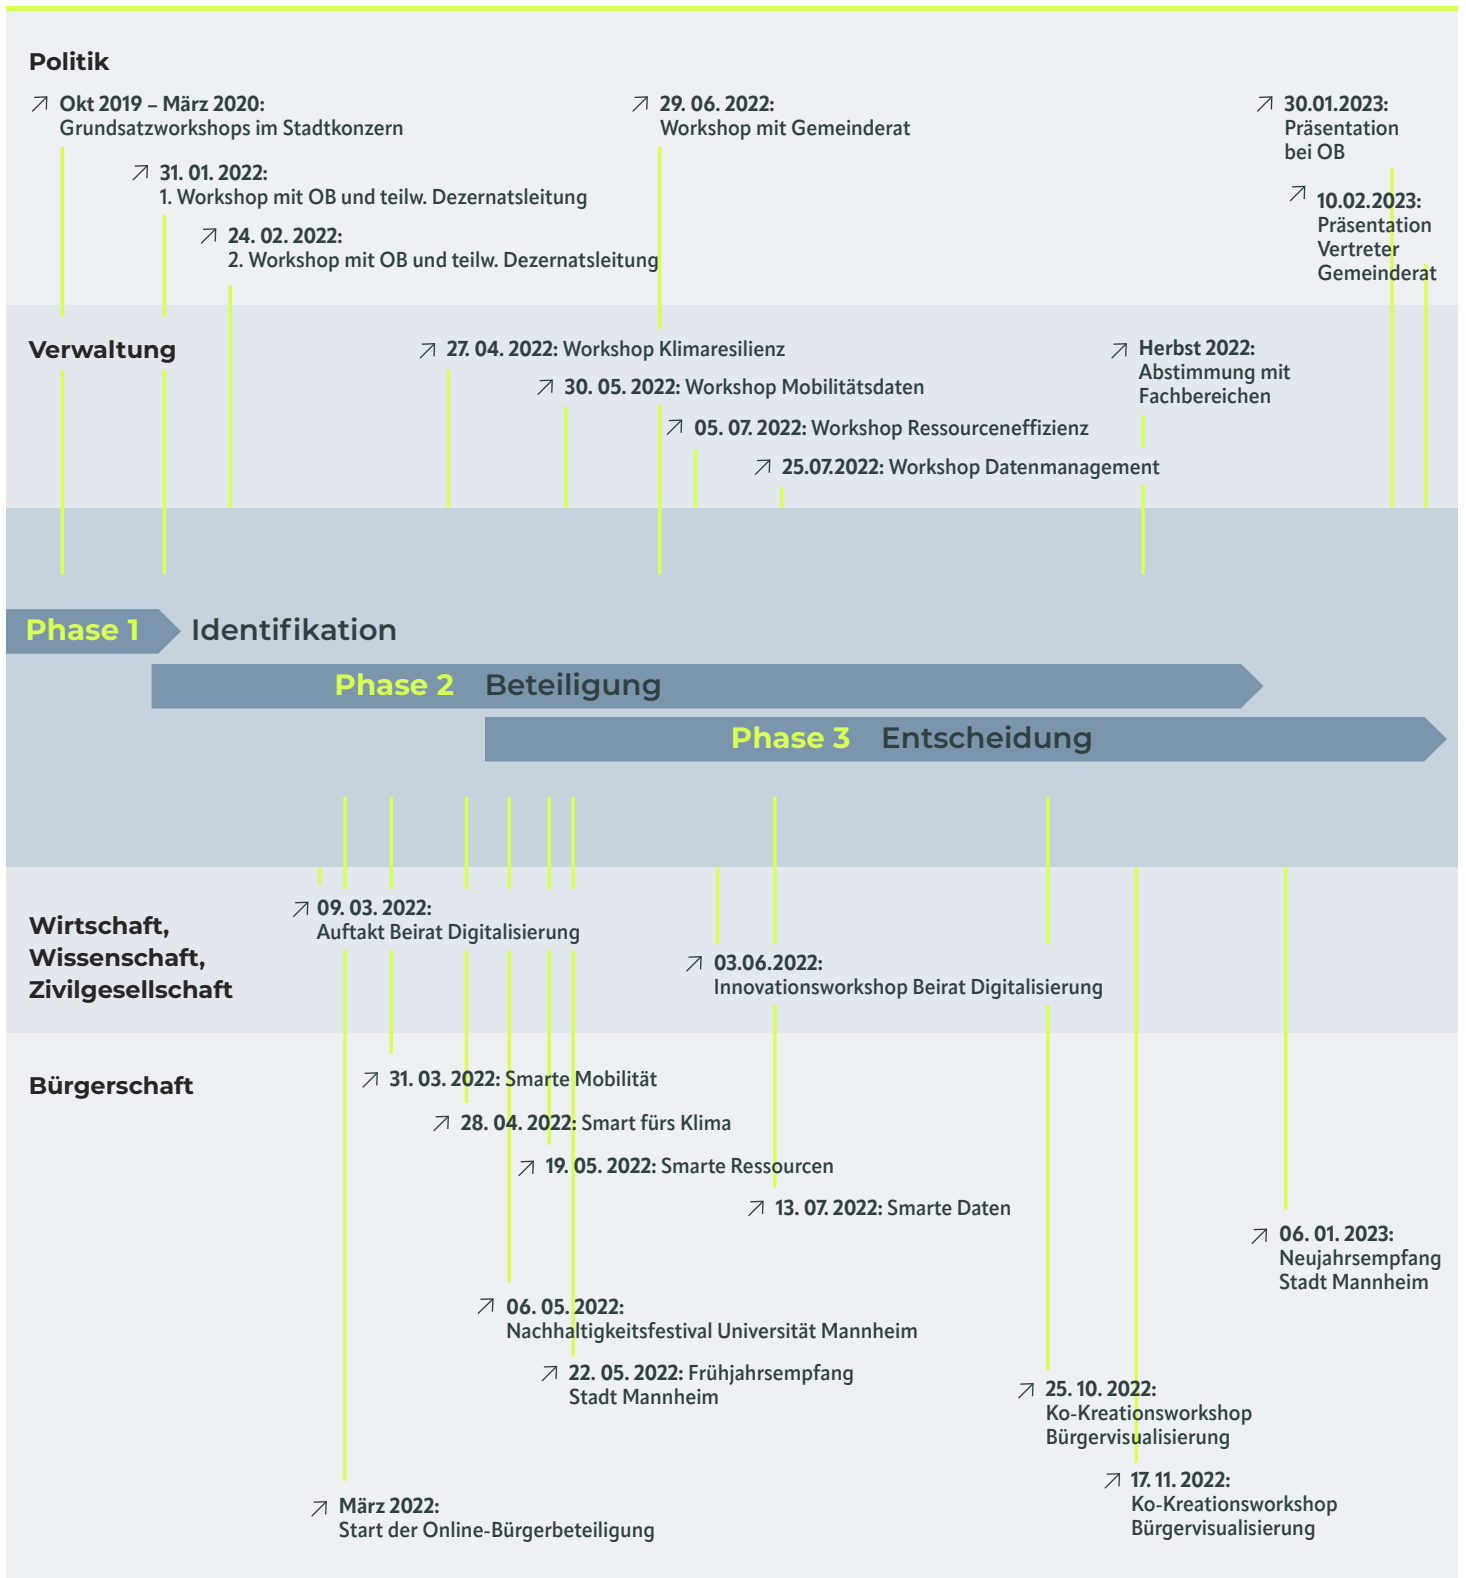 Politik
Okt 2019 – März 2020:
Grundsatzworkshops im Stadtkonzern
31. 01. 2022:
1. Workshop mit OB und teilw. Dezernatsleitung
24. 02. 2022:
2. Workshop mit OB und teilw. Dezernatsleitung
29. 06. 2022:
Workshop mit Gemeinderat
30.01.2023:
Präsentation
bei OB
10.02.2023:
Präsentation
Vertreter
Gemeinderat
Verwaltung
27. 04. 2022: Workshop Klimaresilienz
30. 05. 2022: Workshop Mobilitätsdaten
05. 07. 2022: Workshop Ressourceneffizienz
25.07.2022: Workshop Datenmanagement
Herbst 2022:
Abstimmung mit
Fachbereichen
Phase 1 Identifikation
Phase 2 Beteiligung
Phase 3 Entscheidung
Wirtschaft,
Wissenschaft,
Zivilgesellschaft
09. 03. 2022:
Auftakt Beirat Digitalisierung
03.06.2022:
Innovationsworkshop Beirat Digitalisierung
Bürgerschaft
31. 03. 2022: Smarte Mobilität
28. 04. 2022: Smart fürs Klima
19. 05. 2022: Smarte Ressourcen
13. 07. 2022: Smarte Daten
06. 01. 2023:
Neujahrsempfang
Stadt Mannheim
06. 05. 2022:
Nachhaltigkeitsfestival Universität Mannheim
22. 05. 2022: Frühjahrsempfang
Stadt Mannheim
25. 10. 2022:
Ko-Kreationsworkshop
Bürgervisualisierung
17. 11. 2022:
Ko-Kreationsworkshop
Bürgervisualisierung
März 2022:
Start der Online-Bürgerbeteiligung